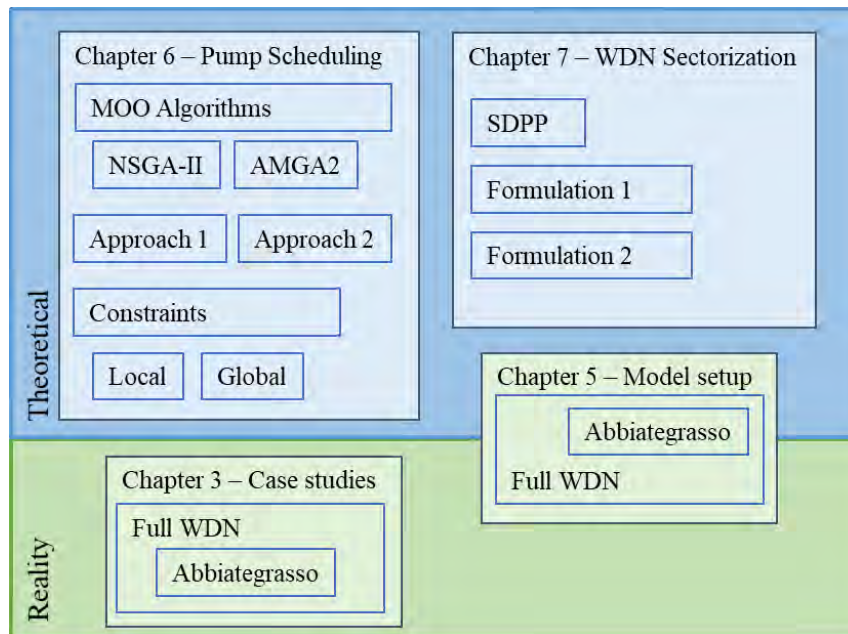 Chapter 6 – Pump Scheduling
MOO Algorithms
NSGA-II
AMGA2
Approach 1
Approach 2
Constraints
Local
Global
Chapter 7 – WDN Sectorization
SDPP
Formulation 1
Formulation 2
Theoretical
Chapter 5 – Model setup
Abbiategrasso
Full WDN
Chapter 3 – Case studies
Full WDN
Abbiategrasso
Reality